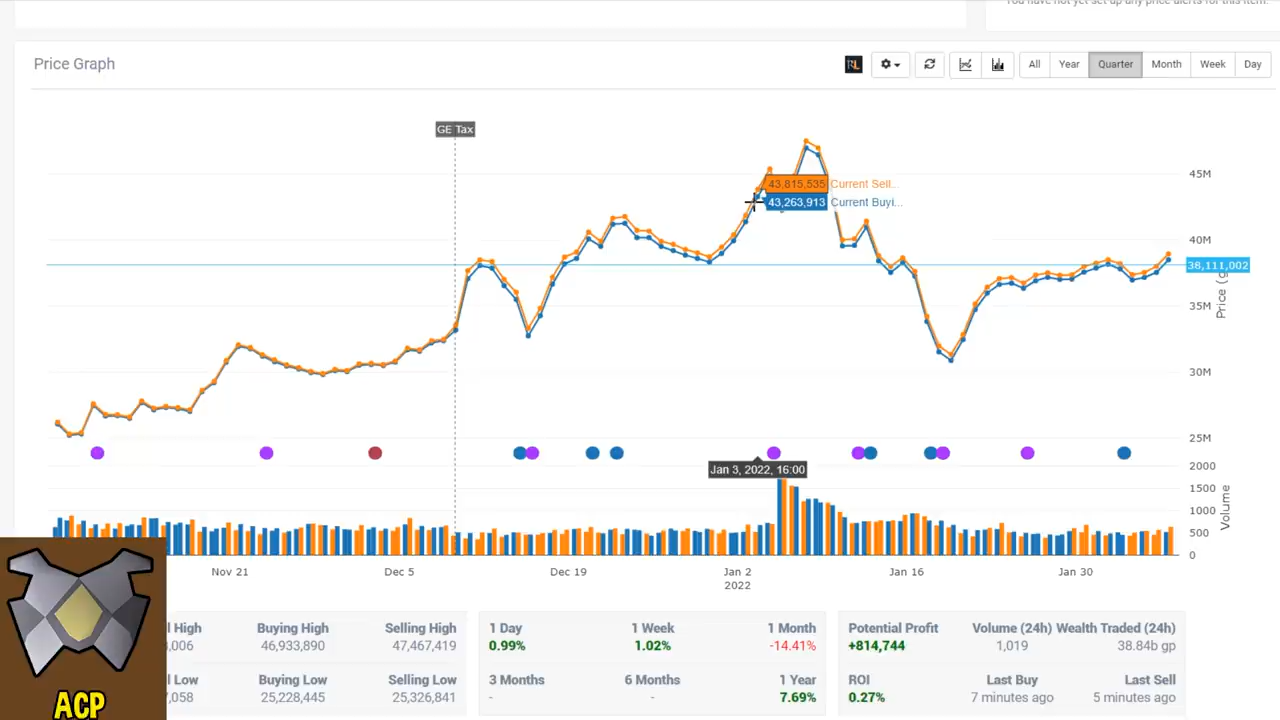 You have not yet set up any price alerts for this item.
Price Graph
RL
All Year Quarter Month Week Day
GE Tax
43,815,535 Current Sell...
43,263,913 Current Buyi...
45M
40M
38,111,002
35M
30M
25M
Price (g
Jan 3, 2022, 16:00
2000
1500
1000
500
0
Volume
Nov 21 Dec 5 Dec 19 Jan 2 Jan 16 Jan 30
2022
l High Buying High Selling High
,006 46,933,890 47,467,419
l Low Buying Low Selling Low
,058 25,228,445 25,326,841
1 Day 1 Week 1 Month
0.99% 1.02% -14.41%
3 Months 6 Months 1 Year
- - 7.69%
Potential Profit Volume (24h) Wealth Traded (24h)
+814,744 1,019 38.84b gp
ROI Last Buy Last Sell
0.27% 7 minutes ago 5 minutes ago
ACP